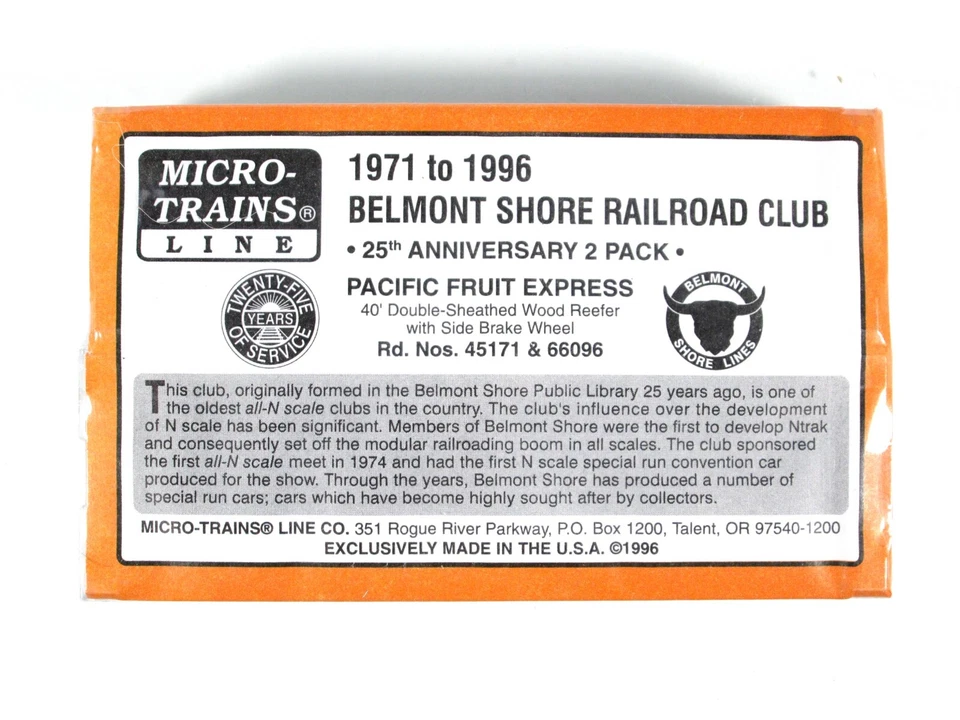 MICRO-
TRAINS®
LINE
1971 to 1996
BELMONT SHORE RAILROAD CLUB
• 25th ANNIVERSARY 2 PACK •
TWENTY-FIVE
YEARS
OF SERVICE
PACIFIC FRUIT EXPRESS
40' Double-Sheathed Wood Reefer
with Side Brake Wheel
Rd. Nos. 45171 & 66096
BELMONT
SHORE LINES
This club, originally formed in the Belmont Shore Public Library 25 years ago, is one of
the oldest all-N scale clubs in the country. The club's influence over the development
of N scale has been significant. Members of Belmont Shore were the first to develop Ntrak
and consequently set off the modular railroading boom in all scales. The club sponsored
the first all-N scale meet in 1974 and had the first N scale special run convention car
produced for the show. Through the years, Belmont Shore has produced a number of
special run cars; cars which have become highly sought after by collectors.
MICRO-TRAINS® LINE CO. 351 Rogue River Parkway, P.O. Box 1200, Talent, OR 97540-1200
EXCLUSIVELY MADE IN THE U.S.A. ©1996